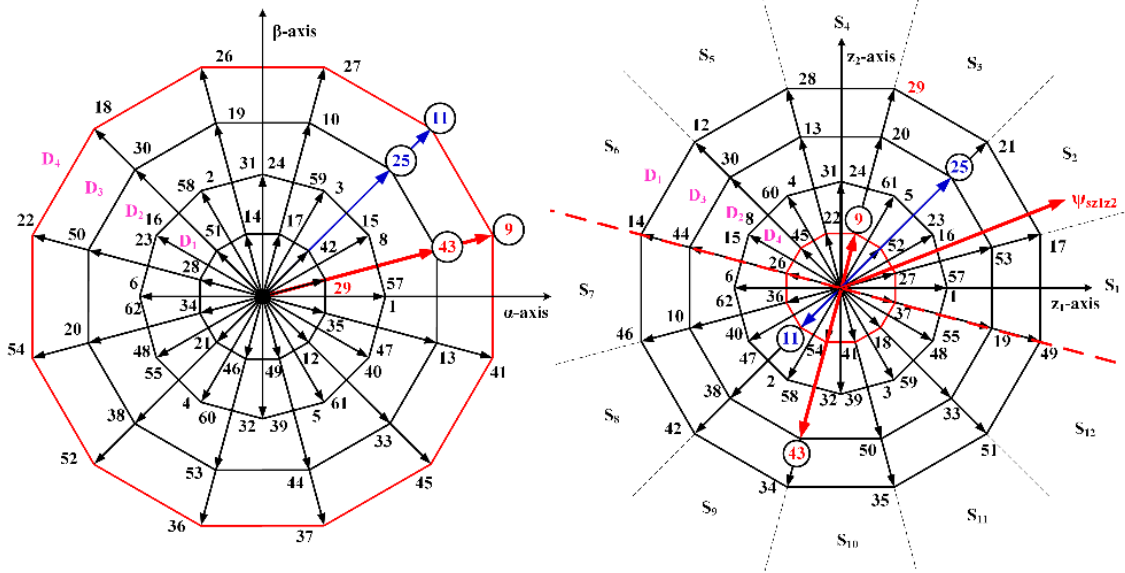 β-axis
26 27
18 11
19 10
30 25
D4 31 24
D3 58 2 59 3
D2 16 14 17 15
D1 23 51 42 8
22 50 43 9
28 29
6 57
62 1 α-axis
34 35
20 21 12 13
54 48 46 49 47 41
55 40
4 60 32 39 5 61
38 33
52 53 44 45
36 37
S4
z2-axis
S5 S3
28 29
12 13 20 21
S6 30 25 S2
D1 31 24
D3 60 4 61 5
D2 8 22 9 23 ψsz1z2
14 44 15 45 52 16 53 17
D4
26 27
S7 6 57 S1
62 1 z1-axis
36 37
46 10 40 11 54 41 18 55 19 49
47 48
2 58 32 39 3 59
S8 38 33 S12
42 43 50 51
34 35
S9 S11
S10